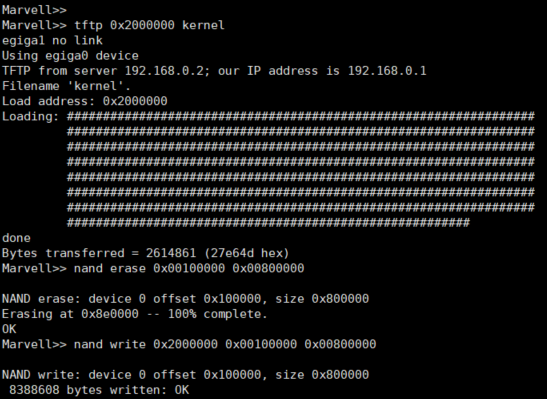 Marvell>>
Marvell>> tftp 0x2000000 kernel
egiga1 no link
Using egiga0 device
TFTP from server 192.168.0.2; our IP address is 192.168.0.1
Filename 'kernel'.
Load address: 0x2000000
Loading: #################################################################
#################################################################
#################################################################
#################################################################
#################################################################
#################################################################
#################################################################
########################################################
done
Bytes transferred = 2614861 (27e64d hex)
Marvell>> nand erase 0x00100000 0x00800000
NAND erase: device 0 offset 0x100000, size 0x800000
Erasing at 0x8e0000 -- 100% complete.
OK
Marvell>> nand write 0x2000000 0x00100000 0x00800000
NAND write: device 0 offset 0x100000, size 0x800000
8388608 bytes written: OK